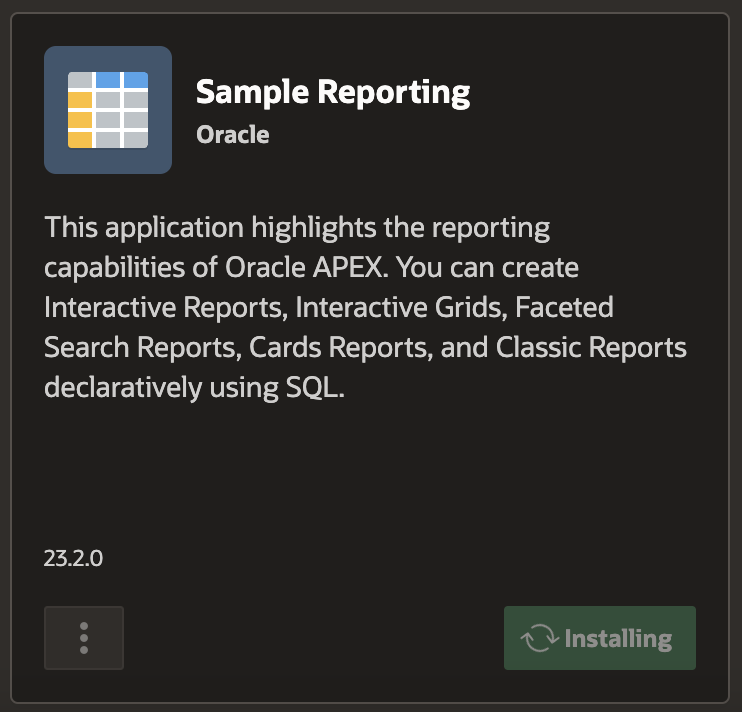 Sample Reporting
Oracle
This application highlights the reporting
capabilities of Oracle APEX. You can create
Interactive Reports, Interactive Grids, Faceted
Search Reports, Cards Reports, and Classic Reports
declaratively using SQL.
23.2.0
Installing